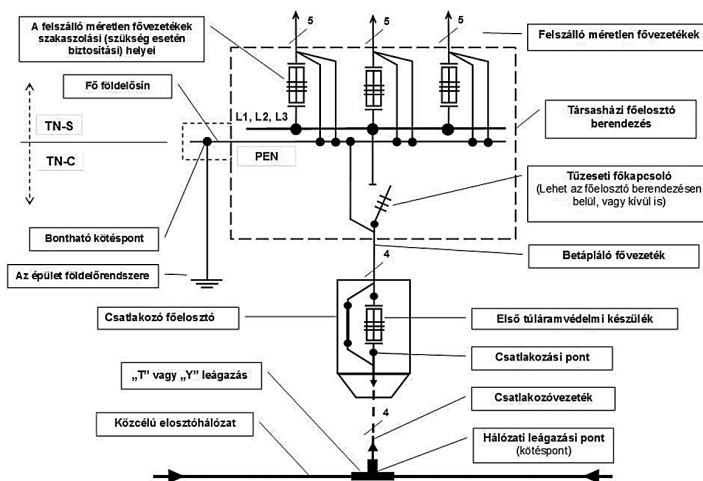 A felszálló méretlen fővezetékek
szakaszolási (szükség esetén
biztosítási) helyei
5
5
5
Felszálló méretlen fővezetékek
Fő földelősín
L1, L2, L3
Társasházi főelosztó
berendezés
TN-S
TN-C
PEN
Tűzeseti főkapcsoló
(Lehet az főelosztó berendezésen
belül, vagy kívül is)
Bontható kötéspont
Betápláló fővezeték
4
Az épület földelőrendszere
Csatlakozó főelosztó
Első túláramvédelmi készülék
Csatlakozási pont
„T” vagy „Y” leágazás
Csatlakozóvezeték
4
Közcélú elosztóhálózat
Hálózati leágazási pont
(kötéspont)